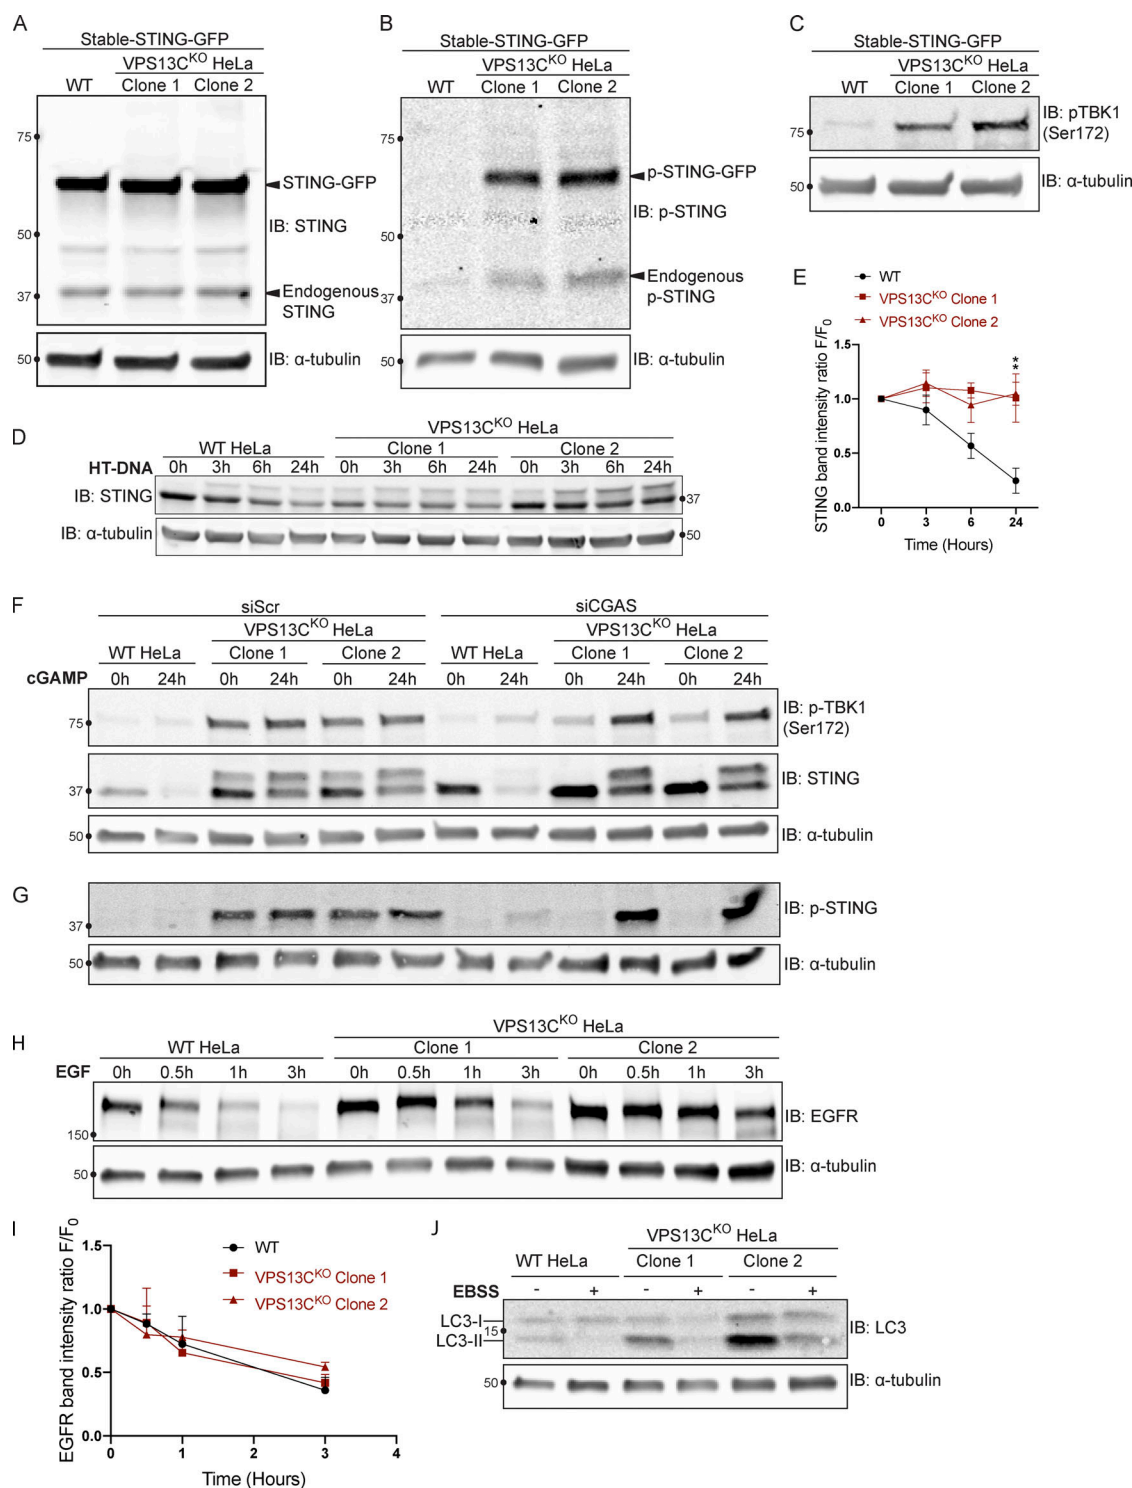 A
Stable-STING-GFP
VPS13CKO HeLa
WT Clone 1 Clone 2
75
STING-GFP
IB: STING
50
37
Endogenous
STING
50
IB: α-tubulin
B
Stable-STING-GFP
VPS13CKO HeLa
WT Clone 1 Clone 2
75
p-STING-GFP
IB: p-STING
50
Endogenous
p-STING
37
50
IB: α-tubulin
C
Stable-STING-GFP
VPS13CKO HeLa
WT Clone 1 Clone 2
IB: pTBK1
(Ser172)
75
50
IB: α-tubulin
D
VPS13CKO HeLa
WT HeLa Clone 1 Clone 2
HT-DNA 0h 3h 6h 24h 0h 3h 6h 24h 0h 3h 6h 24h
IB: STING 37
IB: α-tubulin 50
E
WT
VPS13CKO Clone 1
VPS13CKO Clone 2
STING band intensity ratio F/F0
1.5
1.0
0.5
0.0
*
*
0 3 6 24
Time (Hours)
F
siScr siCGAS
VPS13CKO HeLa VPS13CKO HeLa
WT HeLa Clone 1 Clone 2 WT HeLa Clone 1 Clone 2
cGAMP 0h 24h 0h 24h 0h 24h 0h 24h 0h 24h 0h 24h
75
IB: p-TBK1
(Ser172)
37 IB: STING
50 IB: α-tubulin
G
IB: p-STING
37
50 IB: α-tubulin
H
VPS13CKO HeLa
WT HeLa Clone 1 Clone 2
EGF 0h 0.5h 1h 3h 0h 0.5h 1h 3h 0h 0.5h 1h 3h
IB: EGFR
150
50 IB: α-tubulin
I
EGFR band intensity ratio F/F0
1.5
1.0
0.5
0.0
WT
VPS13CKO Clone 1
VPS13CKO Clone 2
0 1 2 3 4
Time (Hours)
J
VPS13CKO HeLa
WT HeLa Clone 1 Clone 2
EBSS - + - + - +
LC3-I
15
LC3-II
IB: LC3
50 IB: α-tubulin